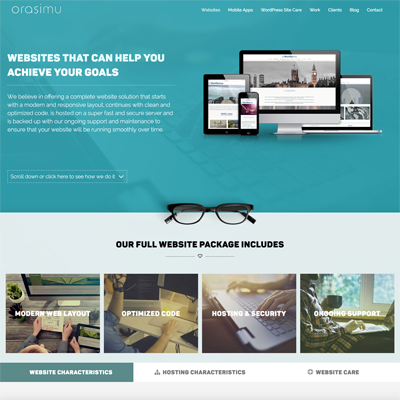 orasimu
Websites Mobile Apps WordPress Site Care Work Clients Blog Contact
WEBSITES THAT CAN HELP YOU
ACHIEVE YOUR GOALS
We believe in offering a complete website solution that starts
with a modern and responsive layout, continues with clean and
optimized code, is hosted on a super fast and secure server and
is backed up with our ongoing support and maintenance to
ensure that your website will be running smoothly over time.
Scroll down or click here to see how we do it
OUR FULL WEBSITE PACKAGE INCLUDES
MODERN WEB LAYOUT
OPTIMIZED CODE
HOSTING & SECURITY
ONGOING SUPPORT
WEBSITE CHARACTERISTICS
HOSTING CHARACTERISTICS
WEBSITE CARE